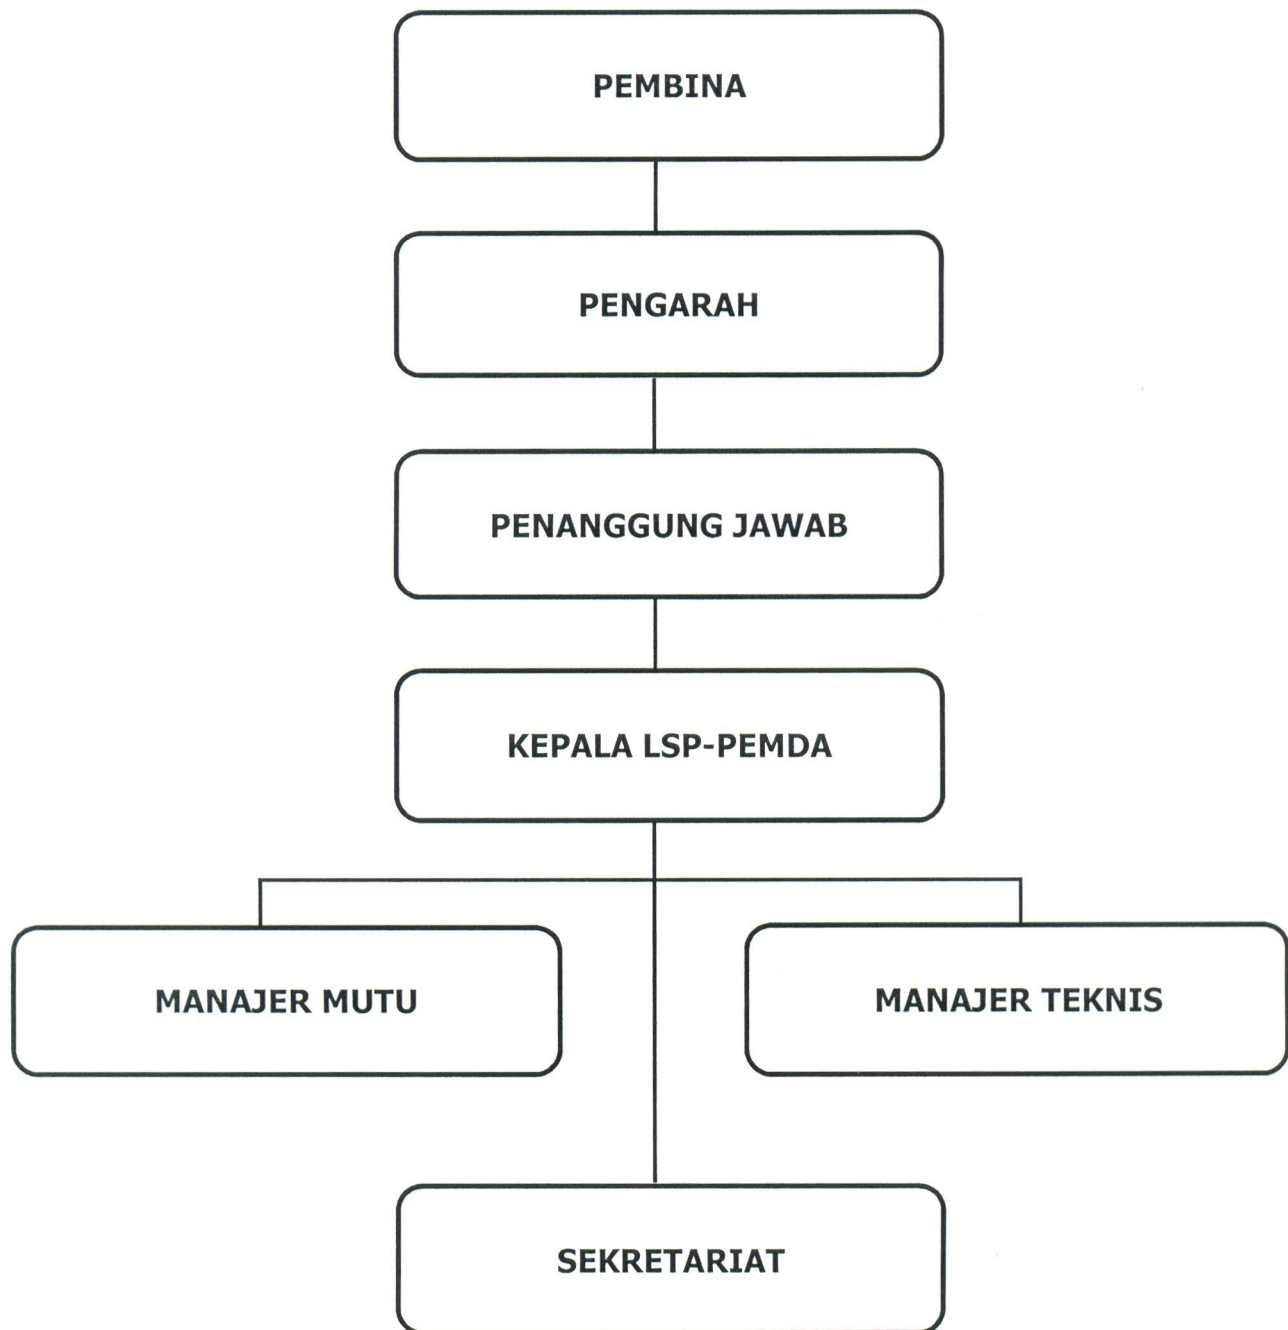 PEMBINA
PENGARAH
PENANGGUNG JAWAB
KEPALA LSP-PEMDA
MANAJER MUTU
MANAJER TEKNIS
SEKRETARIAT